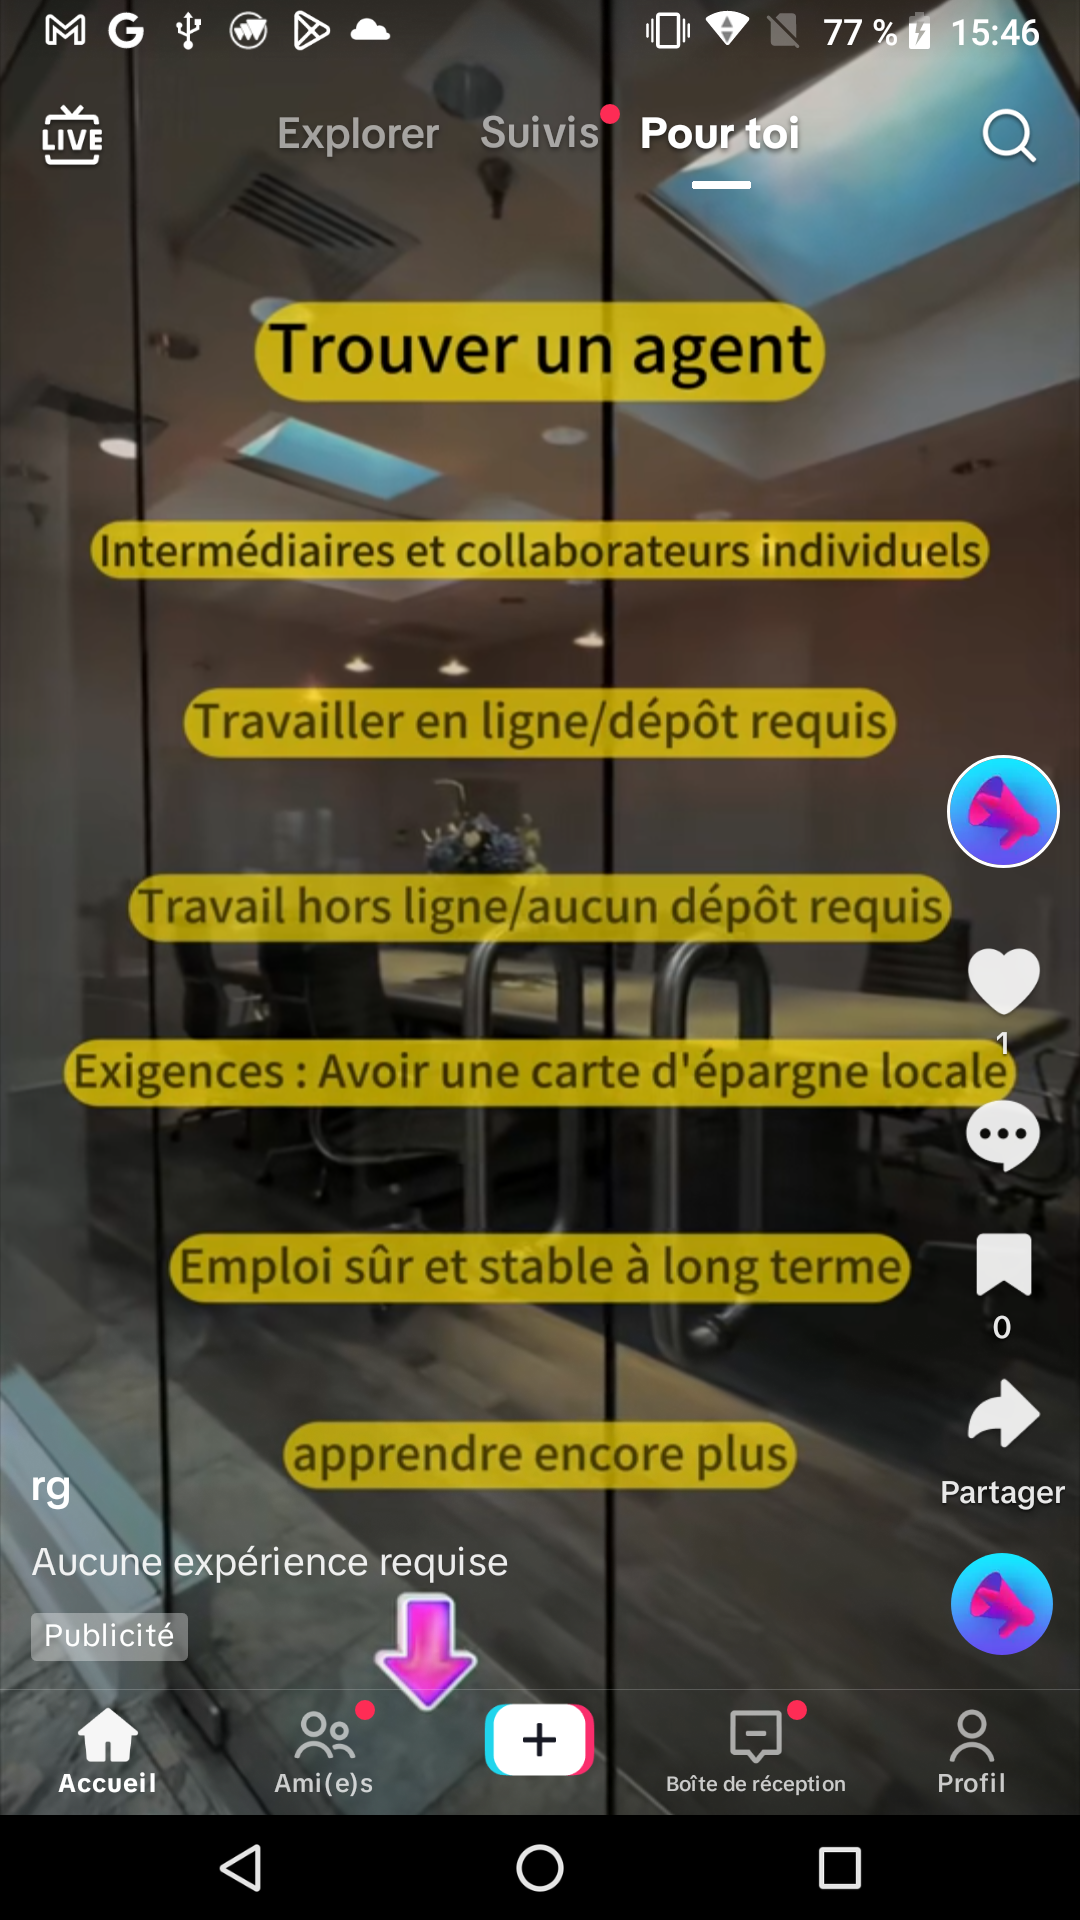 77 %
15:46
LIVE
Explorer Suivis Pour toi
Trouver un agent
Intermédiaires et collaborateurs individuels
Travailler en ligne/dépôt requis
Travail hors ligne/aucun dépôt requis
1
Exigences : Avoir une carte d'épargne locale
Emploi sûr et stable à long terme
0
apprendre encore plus
rg
Partager
Aucune expérience requise
Publicité
Accueil
Ami(e)s
Boîte de réception
Profil